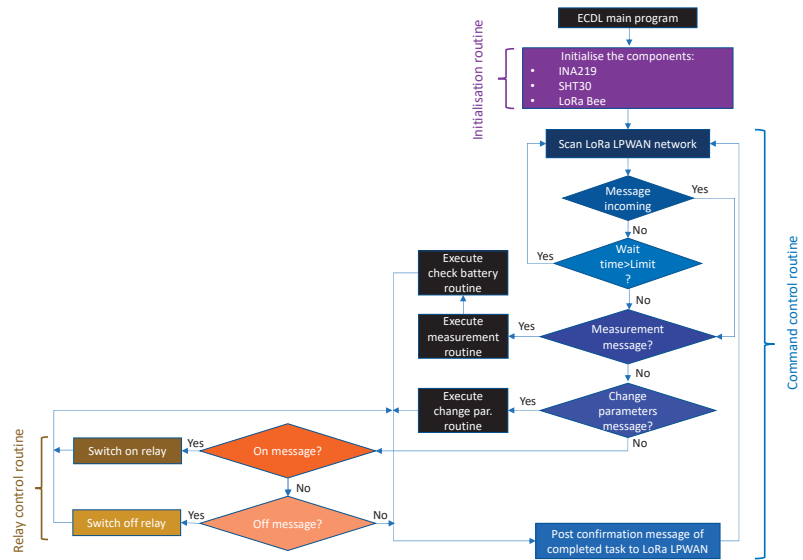 ECDL main program
Initialisation routine
Initialise the components:
• INA219
• SHT30
• LoRa Bee
Scan LoRa LPWAN network
Message
incoming
Yes
No
Wait
time>Limit
?
Yes
No
Execute
check battery
routine
Execute
measurement
routine
Yes
Measurement
message?
No
Execute
change par.
routine
Yes
Change
parameters
message?
No
Command control routine
Relay control routine
Switch on relay
Yes
On message?
No
Switch off relay
Yes
Off message?
No
Post confirmation message of
completed task to LoRa LPWAN